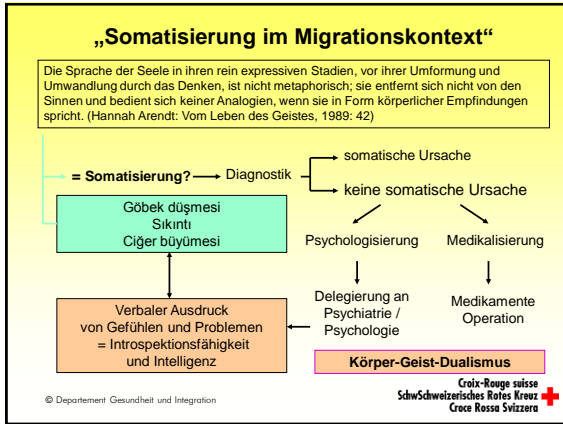 „Somatisierung im Migrationskontext“
Die Sprache der Seele in ihren rein expressiven Stadien, vor ihrer Umformung und
Umwandlung durch das Denken, ist nicht metaphorisch; sie entfernt sich nicht von den
Sinnen und bedient sich keiner Analogien, wenn sie in Form körperlicher Empfindungen
spricht. (Hannah Arendt: Vom Leben des Geistes, 1989: 42)
somatische Ursache
= Somatisierung?
Diagnostik
keine somatische Ursache
Göbek düşmesi
Sıkıntı
Ciğer büyümesi
Psychologisierung
Medikalisierung
Verbaler Ausdruck
von Gefühlen und Problemen
= Introspektionsfähigkeit
und Intelligenz
Delegierung an
Psychiatrie /
Psychologie
Medikamente
Operation
Körper-Geist-Dualismus
© Departement Gesundheit und Integration
Croix-Rouge suisse
SchwSchweizerisches Rotes Kreuz
Croce Rossa Svizzera